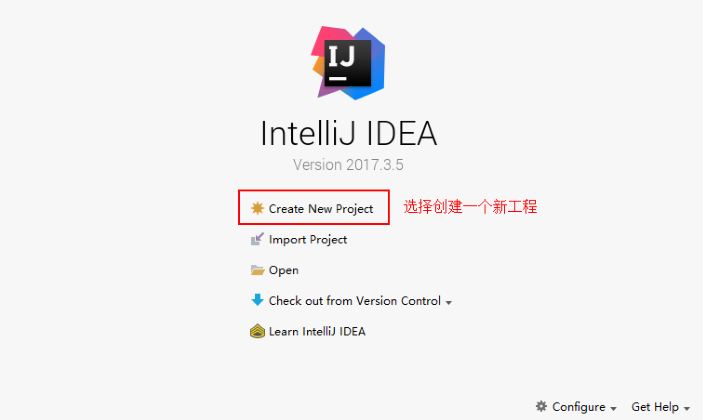 IJ
IntelliJ IDEA
Version 2017.3.5
Create New Project 选择创建一个新工程
Import Project
Open
Check out from Version Control
Learn IntelliJ IDEA
Configure Get Help